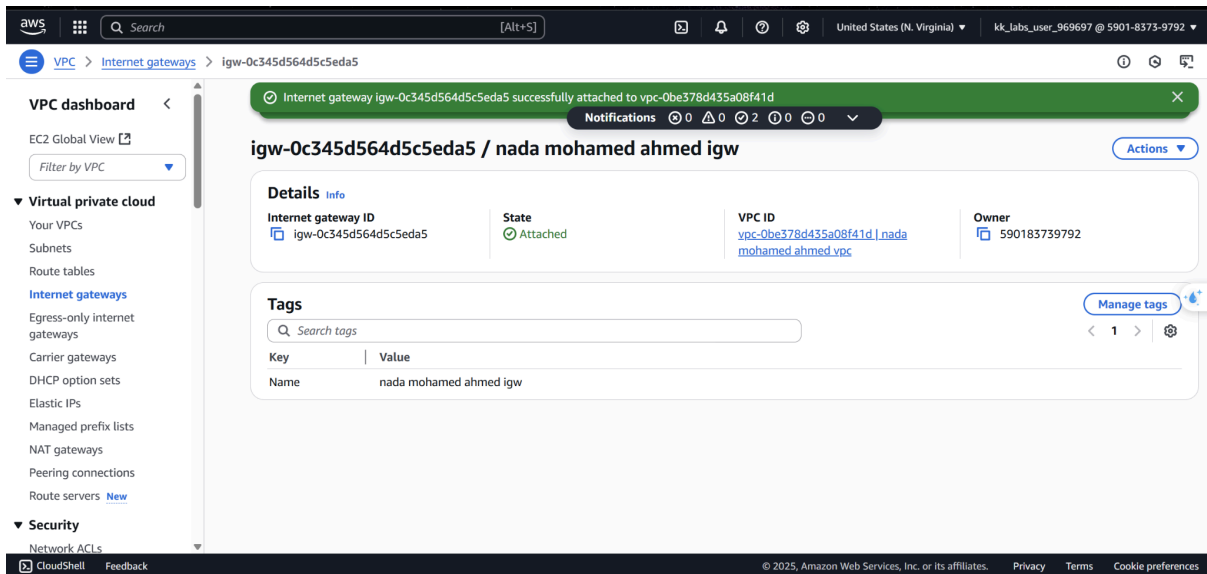 aws
Search
[Alt+S]
United States (N. Virginia)
kk_labs_user_969697 @ 5901-8373-9792
VPC > Internet gateways > igw-0c345d564d5c5eda5
VPC dashboard
EC2 Global View
Filter by VPC
Virtual private cloud
Your VPCs
Subnets
Route tables
Internet gateways
Egress-only internet
gateways
Carrier gateways
DHCP option sets
Elastic IPs
Managed prefix lists
NAT gateways
Peering connections
Route servers New
Security
Network ACLs
Internet gateway igw-0c345d564d5c5eda5 successfully attached to vpc-0be378d435a08f41d
Notifications 0 0 2 0 0
igw-0c345d564d5c5eda5 / nada mohamed ahmed igw
Actions
Details Info
Internet gateway ID
igw-0c345d564d5c5eda5
State
Attached
VPC ID
vpc-0be378d435a08f41d | nada
mohamed ahmed vpc
Owner
590183739792
Tags
Manage tags
Search tags
1
Key Value
Name nada mohamed ahmed igw
CloudShell Feedback
© 2025, Amazon Web Services, Inc. or its affiliates. Privacy Terms Cookie preferences